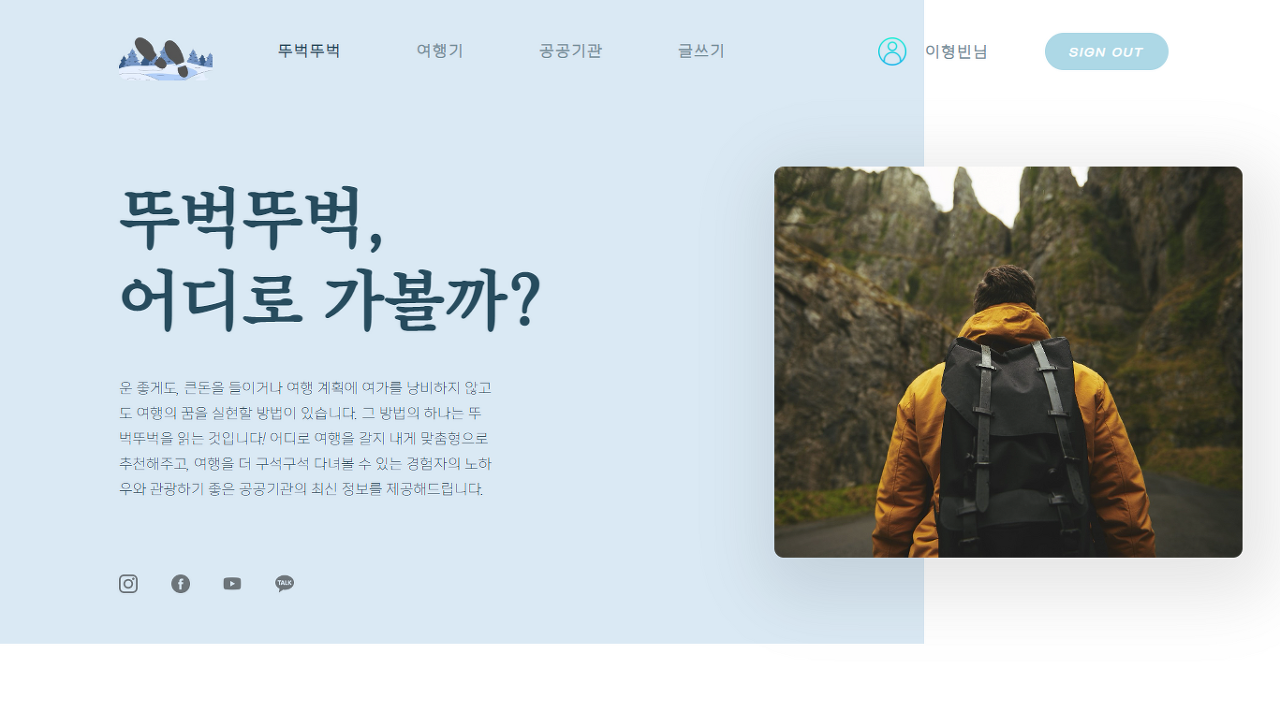 뚜벅뚜벅 여행기 공공기관 글쓰기 이형빈님 SIGN OUT
뚜벅뚜벅,
어디로 가볼까?
운 좋게도, 큰돈을 들이거나 여행 계획에 여가를 낭비하지 않고
도 여행의 꿈을 실현할 방법이 있습니다. 그 방법의 하나는 뚜
벅뚜벅을 읽는 것입니다! 어디로 여행을 갈지 내게 맞춤형으로
추천해주고, 여행을 더 구석구석 다녀볼 수 있는 경험자의 노하
우와 관광하기 좋은 공공기관의 최신 정보를 제공해드립니다.
TALK